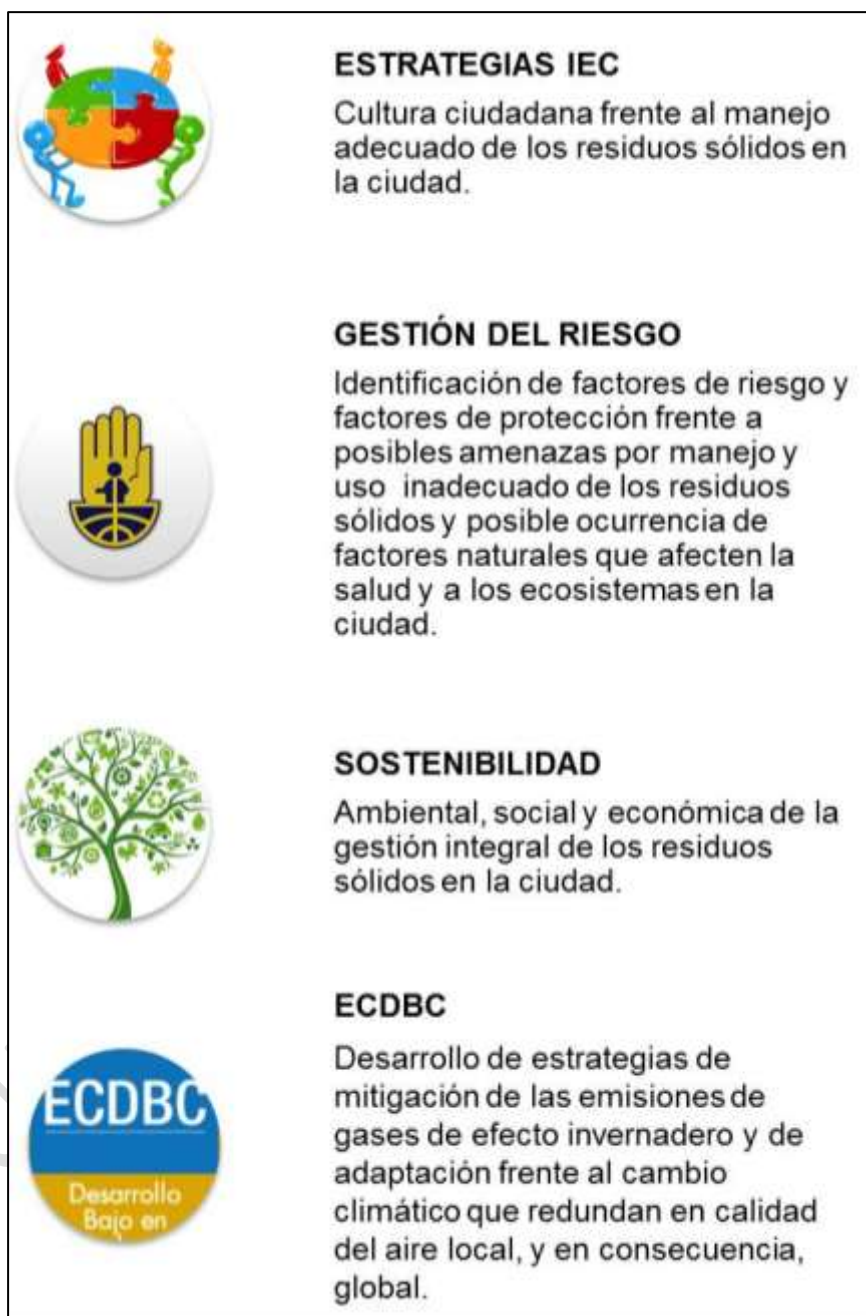 ESTRATEGIAS IEC
Cultura ciudadana frente al manejo
adecuado de los residuos sólidos en
la ciudad.
GESTIÓN DEL RIESGO
Identificación de factores de riesgo y
factores de protección frente a
posibles amenazas por manejo y
uso inadecuado de los residuos
sólidos y posible ocurrencia de
factores naturales que afecten la
salud y a los ecosistemas en la
ciudad.
SOSTENIBILIDAD
Ambiental, social y económica de la
gestión integral de los residuos
sólidos en la ciudad.
ECDBC
Desarrollo
Bajo en
ECDBC
Desarrollo de estrategias de
mitigación de las emisiones de
gases de efecto invernadero y de
adaptación frente al cambio
climático que redundan en calidad
del aire local, y en consecuencia,
global.